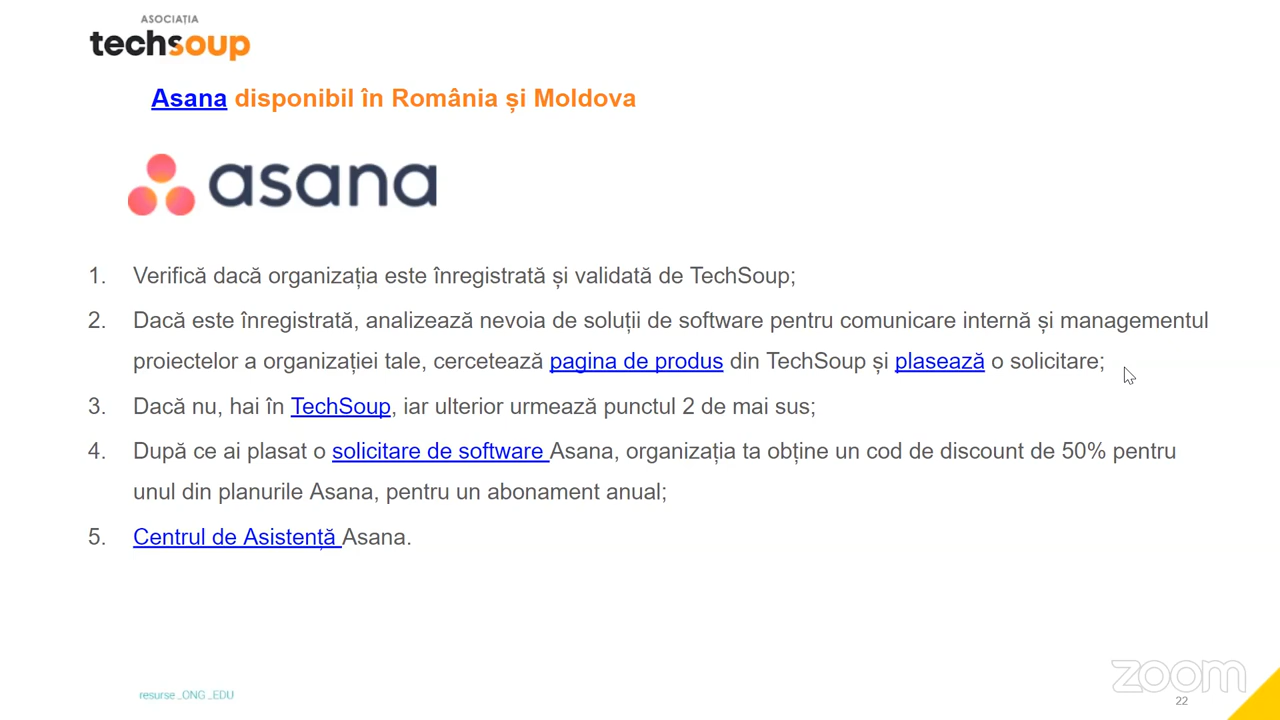 ASOCIAȚIA
techsoup
Asana disponibil în România și Moldova
asana
1. Verifică dacă organizația este înregistrată și validată de TechSoup;
2. Dacă este înregistrată, analizează nevoia de soluții de software pentru comunicare internă și managementul
proiectelor a organizației tale, cercetează pagina de produs din TechSoup și plasează o solicitare;
3. Dacă nu, hai în TechSoup, iar ulterior urmează punctul 2 de mai sus;
4. După ce ai plasat o solicitare de software Asana, organizația ta obține un cod de discount de 50% pentru
unul din planurile Asana, pentru un abonament anual;
5. Centrul de Asistență Asana.
resurse_ONG_EDU
zoom
22